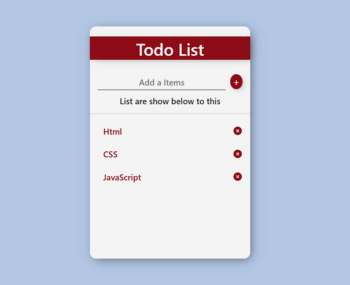 Todo List
Add a Items
+
List are show below to this
Html
CSS
JavaScript